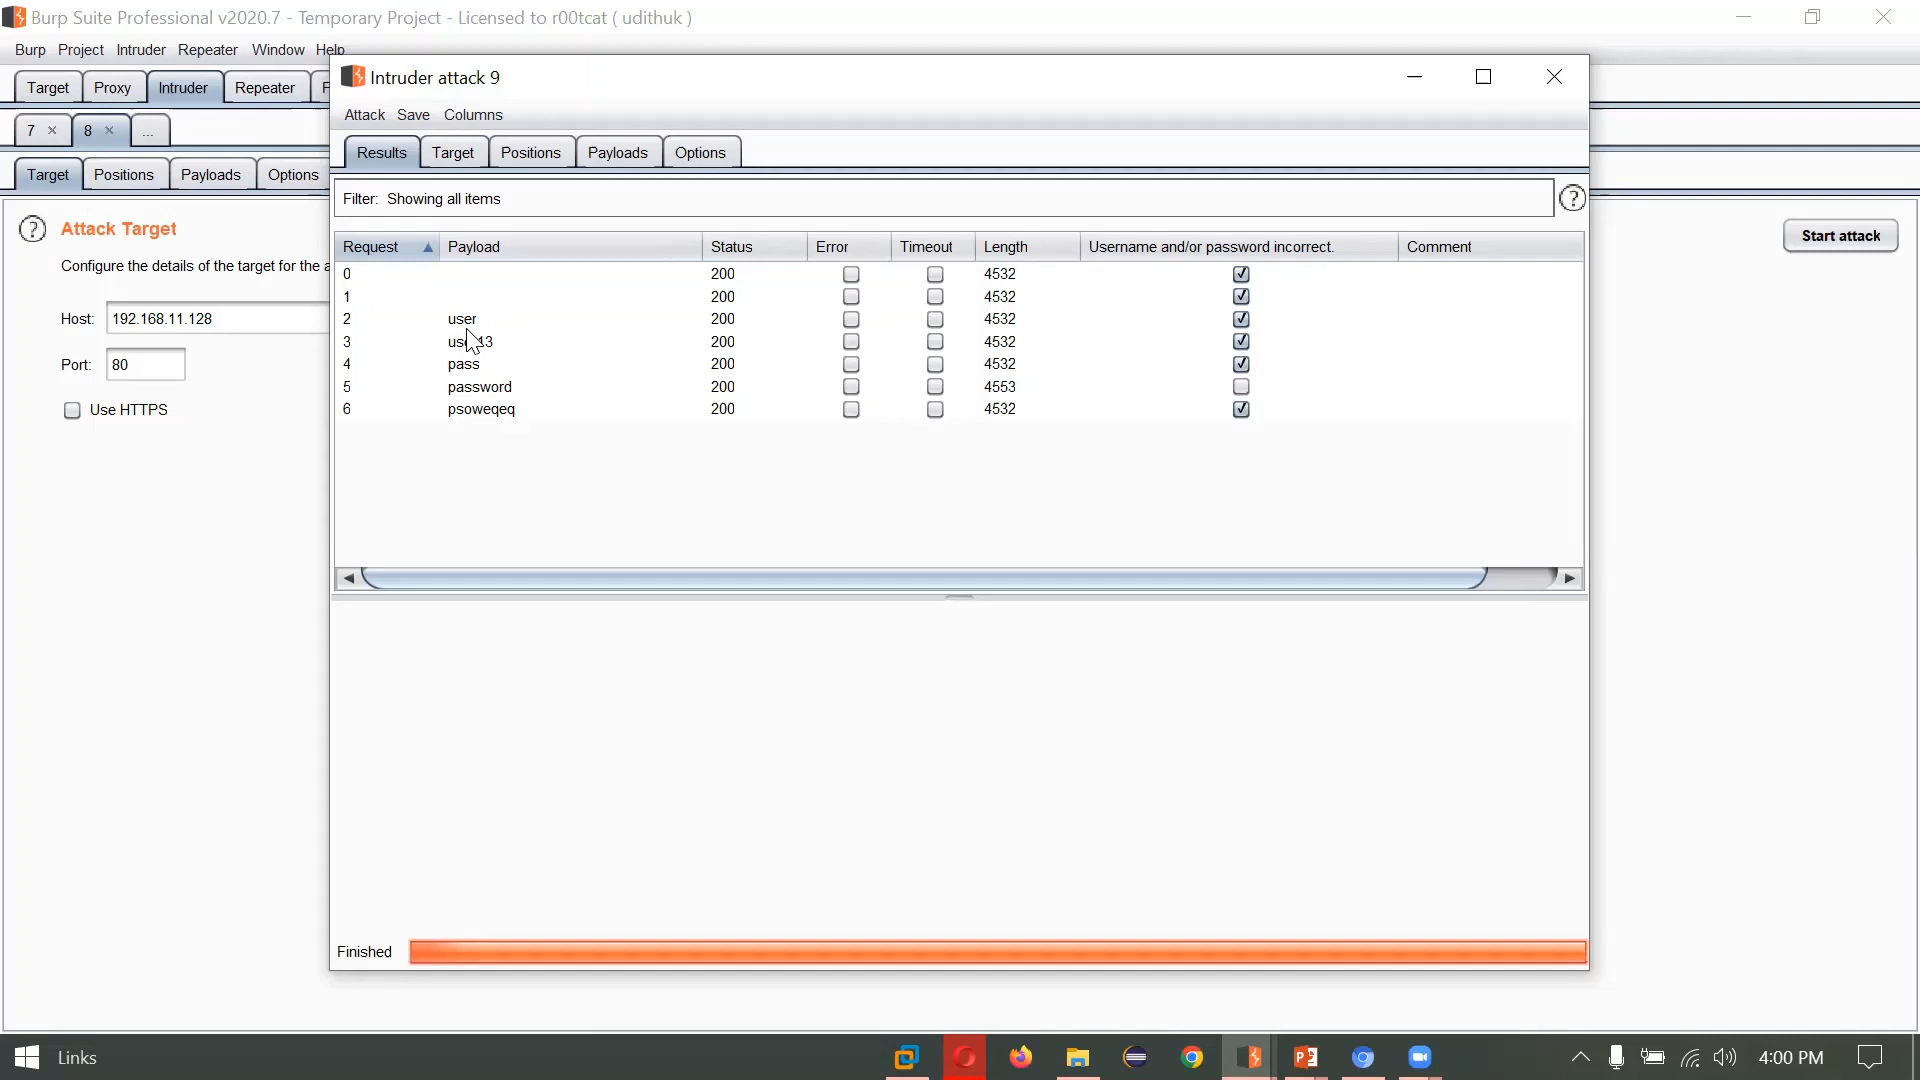 Burp Suite Professional v2020.7 - Temporary Project - Licensed to r00tcat ( udithuk )
Burp Project Intruder Repeater Window Help
Target Proxy Intruder Repeater
7 8 ...
Target Positions Payloads Options
Attack Target
Configure the details of the target for the a
Host: 192.168.11.128
Port: 80
Use HTTPS
Start attack
Intruder attack 9
Attack Save Columns
Results Target Positions Payloads Options
Filter: Showing all items
Request Payload Status Error Timeout Length Username and/or password incorrect. Comment
0 200 4532
1 200 4532
2 user 200 4532
3 200 4532
4 pass 200 4532
5 password 200 4553
6 psoweqeq 200 4532
Finished
Links
4:00 PM